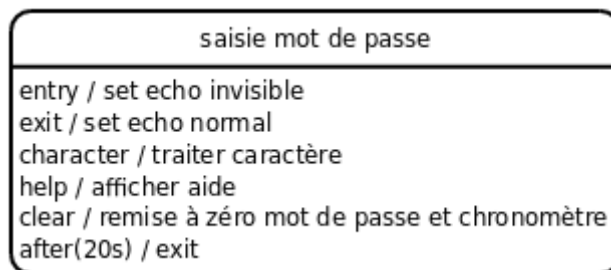 saisie mot de passe
entry / set echo invisible
exit / set echo normal
character / traiter caractère
help / afficher aide
clear / remise à zéro mot de passe et chronomètre
after(20s) / exit